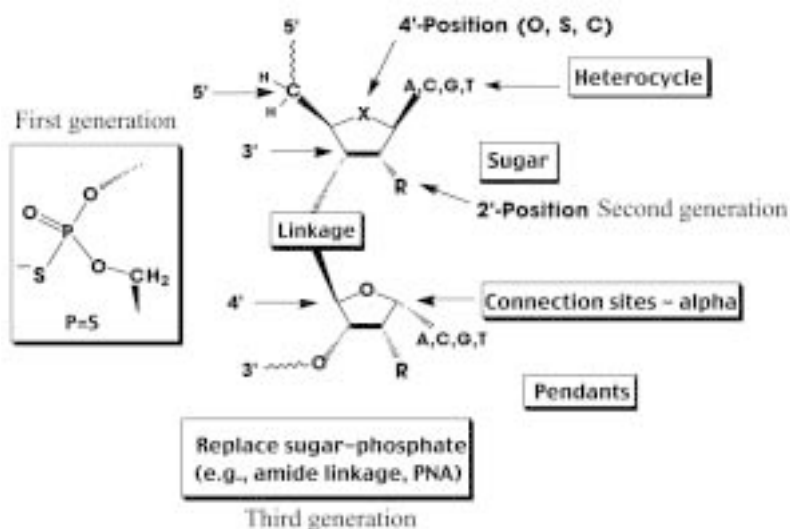 5' 4'-Position (O, S, C)
H
5' C A,C,G,T Heterocycle
H X
First generation
3' Sugar
R
2'-Position Second generation
O
O
P Linkage
⁻S O CH2
P=S
4' O Connection sites - alpha
A,C,G,T
3' O R
Pendants
Replace sugar-phosphate
(e.g., amide linkage, PNA)
Third generation